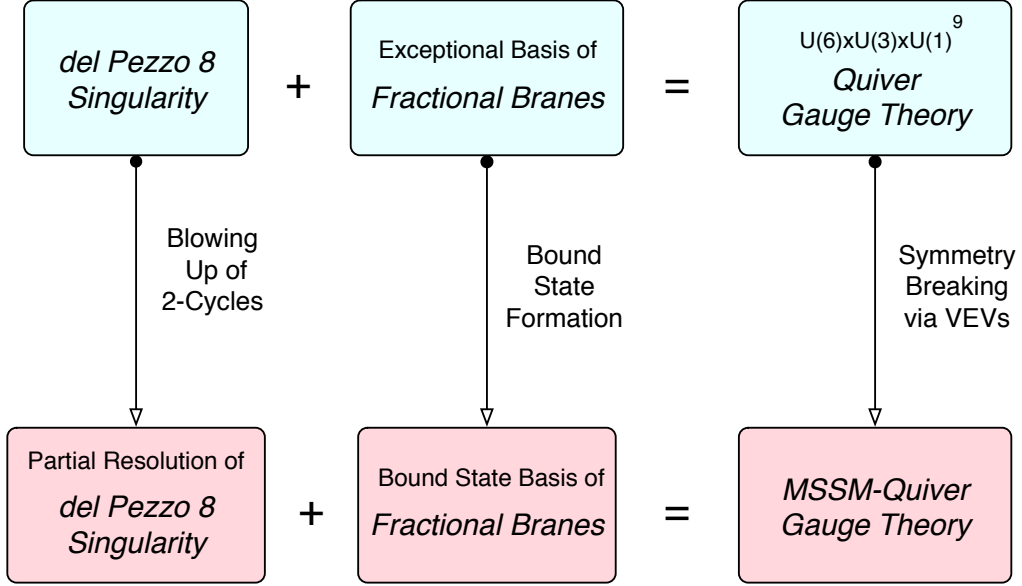 del Pezzo 8
Singularity
+
Exceptional Basis of
Fractional Branes
=
U(6)xU(3)xU(1)⁹
Quiver
Gauge Theory
Blowing
Up of
2-Cycles
Bound
State
Formation
Symmetry
Breaking
via VEVs
Partial Resolution of
del Pezzo 8
Singularity
+
Bound State Basis of
Fractional Branes
=
MSSM-Quiver
Gauge Theory